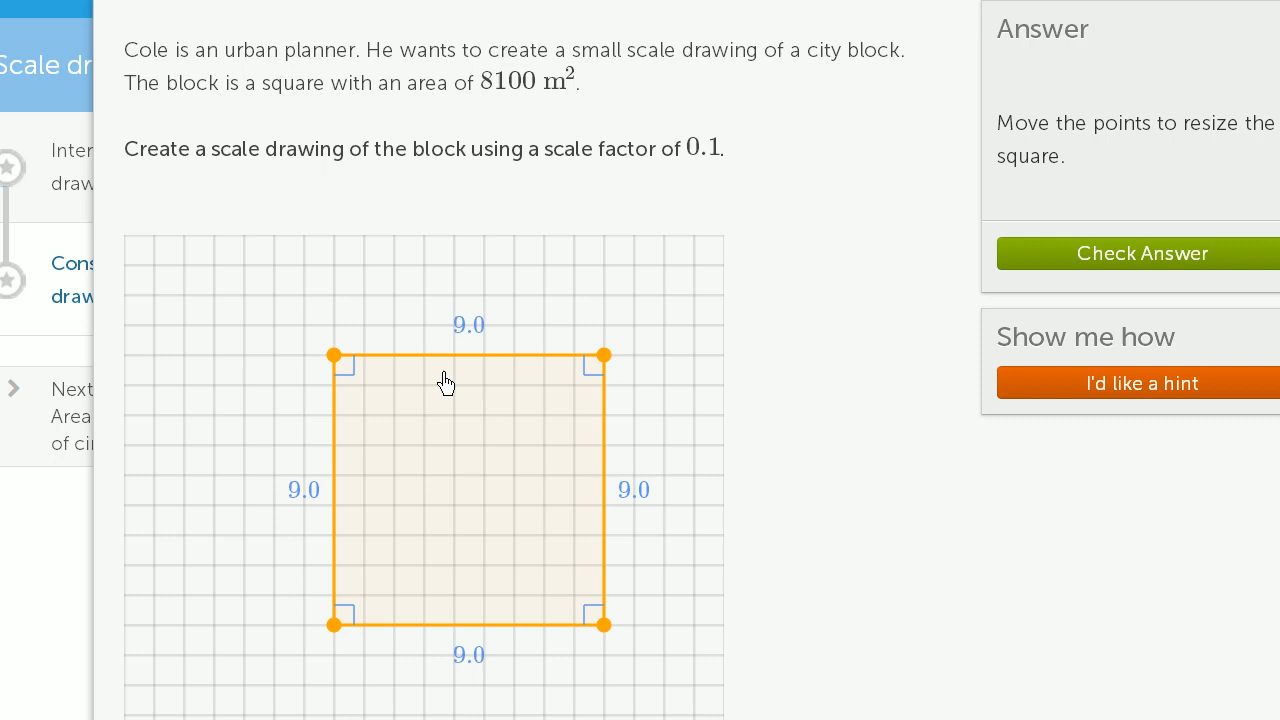 Scale dr
Inter
draw
Cons
draw
Next
Area
of cir
Cole is an urban planner. He wants to create a small scale drawing of a city block.
The block is a square with an area of 8100 m².
Create a scale drawing of the block using a scale factor of 0.1.
9.0
9.0
9.0
9.0
Answer
Move the points to resize the
square.
Check Answer
Show me how
I'd like a hint